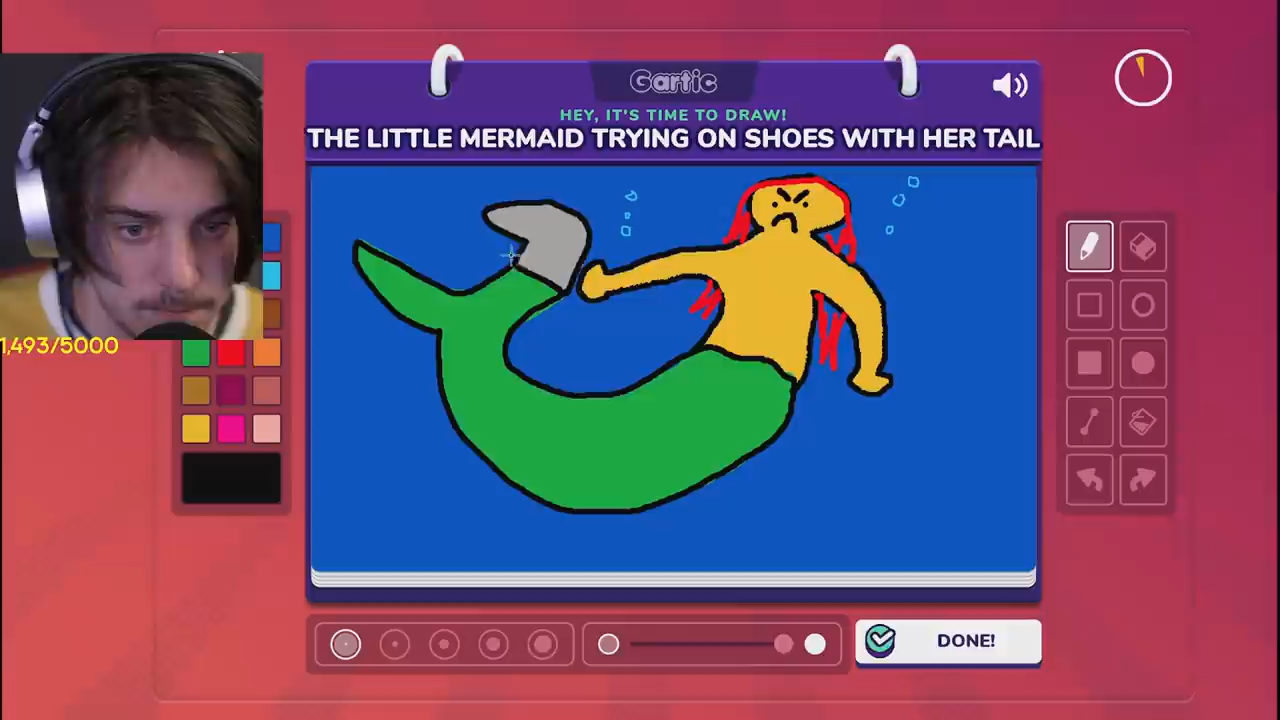 Gartic
HEY, IT'S TIME TO DRAW!
THE LITTLE MERMAID TRYING ON SHOES WITH HER TAIL
1,493/5000
DONE!